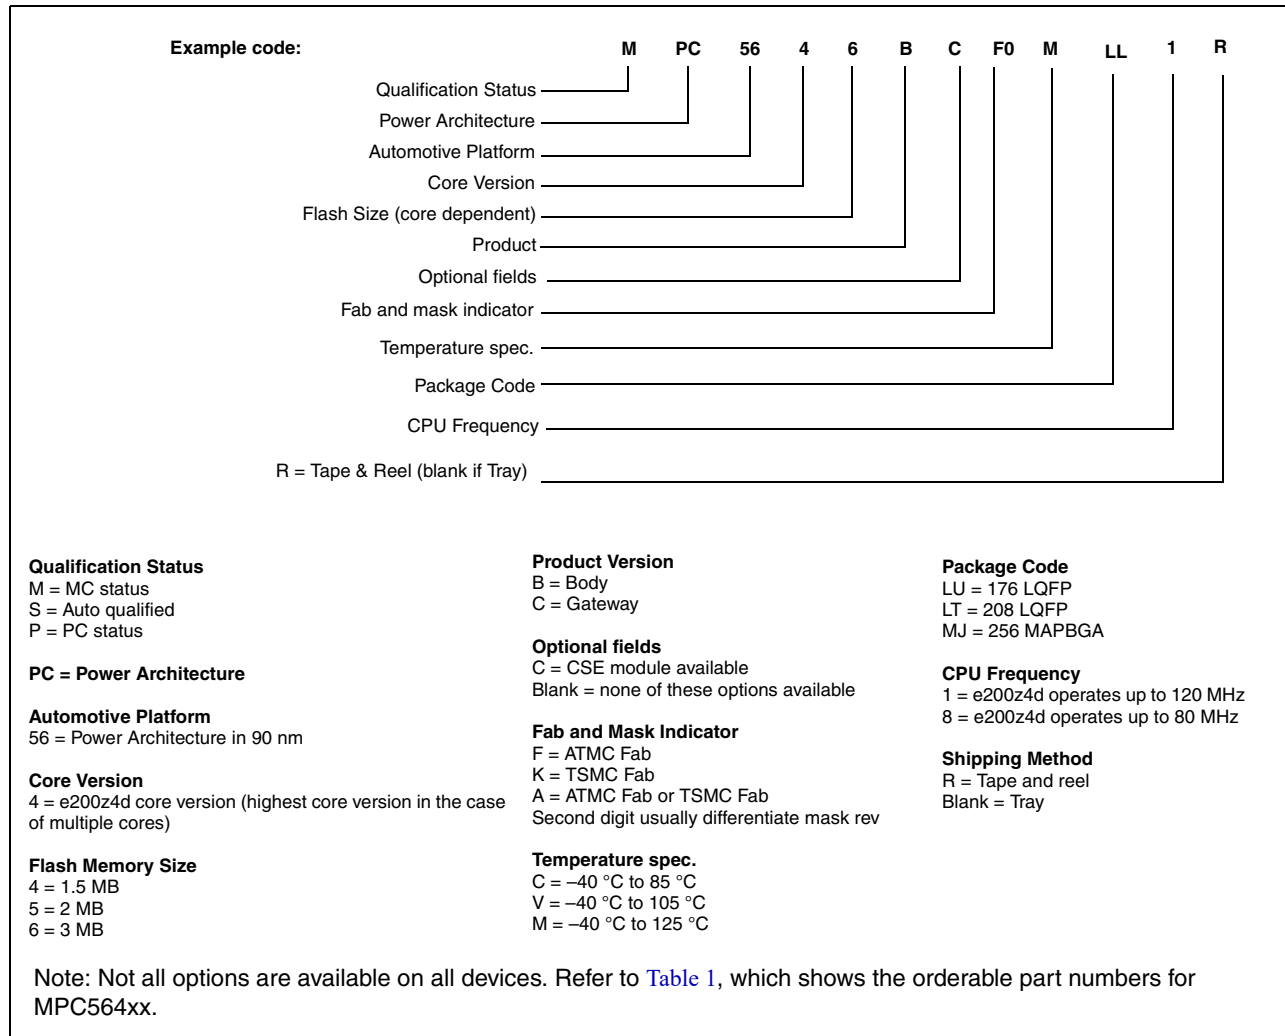 Example code: M PC 56 4 6 B C F0 M LL 1 R
Qualification Status
Power Architecture
Automotive Platform
Core Version
Flash Size (core dependent)
Product
Optional fields
Fab and mask indicator
Temperature spec.
Package Code
CPU Frequency
R = Tape & Reel (blank if Tray)
Qualification Status
M = MC status
S = Auto qualified
P = PC status
PC = Power Architecture
Automotive Platform
56 = Power Architecture in 90 nm
Core Version
4 = e200z4d core version (highest core version in the case
of multiple cores)
Flash Memory Size
4 = 1.5 MB
5 = 2 MB
6 = 3 MB
Product Version
B = Body
C = Gateway
Optional fields
C = CSE module available
Blank = none of these options available
Fab and Mask Indicator
F = ATMC Fab
K = TSMC Fab
A = ATMC Fab or TSMC Fab
Second digit usually differentiate mask rev
Temperature spec.
C = –40 °C to 85 °C
V = –40 °C to 105 °C
M = –40 °C to 125 °C
Package Code
LU = 176 LQFP
LT = 208 LQFP
MJ = 256 MAPBGA
CPU Frequency
1 = e200z4d operates up to 120 MHz
8 = e200z4d operates up to 80 MHz
Shipping Method
R = Tape and reel
Blank = Tray
Note: Not all options are available on all devices. Refer to Table 1, which shows the orderable part numbers for
MPC564xx.